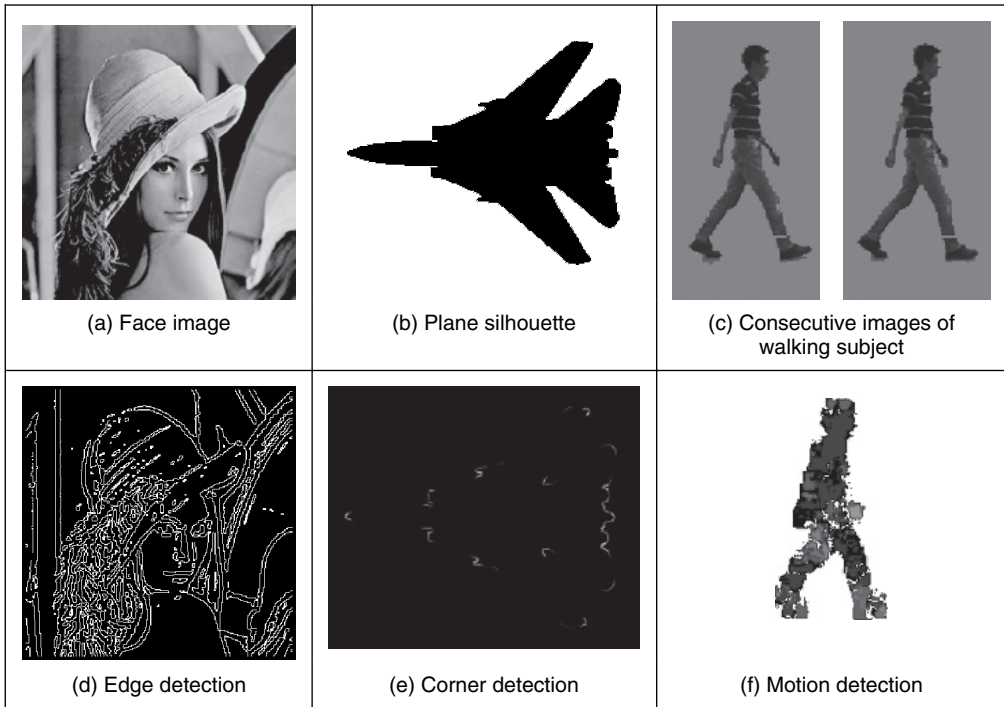 (a) Face image
(b) Plane silhouette
(c) Consecutive images of
walking subject
(d) Edge detection
(e) Corner detection
(f) Motion detection